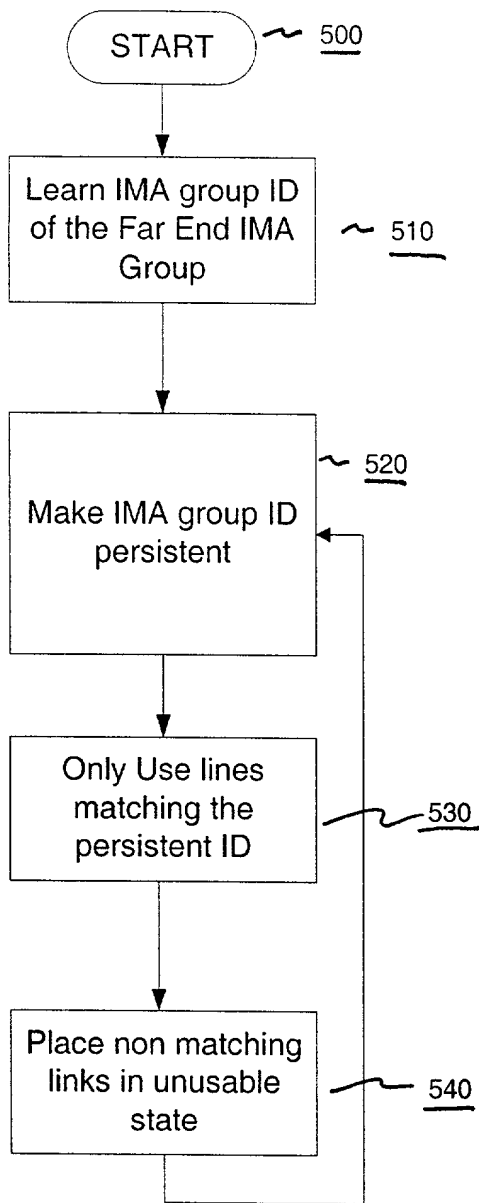 START
500
Learn IMA group ID
of the Far End IMA
Group
510
520
Make IMA group ID
persistent
Only Use lines
matching the
persistent ID
530
Place non matching
links in unusable
state
540